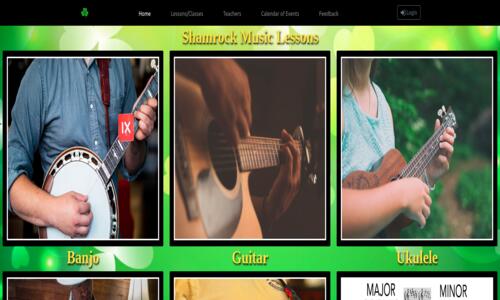 Home Lessons/Classes Teachers Calendar of Events Feedback Login
Shamrock Music Lessons
IX
Banjo Guitar Ukulele
MAJOR MINOR